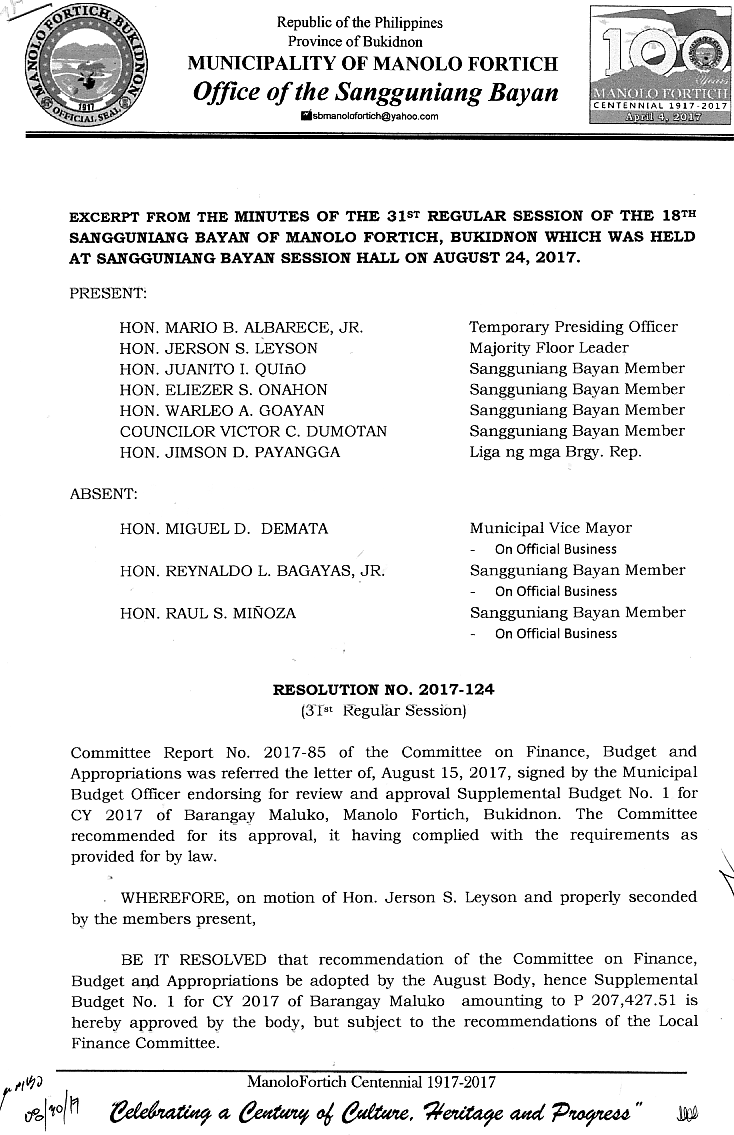 Republic of the Philippines
Province of Bukidnon
MUNICIPALITY OF MANOLO FORTICH
Office of the Sangguniang Bayan
sbmanolofortich@yahoo.com
MANOLO FORTICH, BUKIDNON
1917
OFFICIAL SEAL
100
Years
MANOLO FORTICH
CENTENNIAL 1917-2017
April 4, 2017
EXCERPT FROM THE MINUTES OF THE 31ST REGULAR SESSION OF THE 18TH
SANGGUNIANG BAYAN OF MANOLO FORTICH, BUKIDNON WHICH WAS HELD
AT SANGGUNIANG BAYAN SESSION HALL ON AUGUST 24, 2017.
PRESENT:
HON. MARIO B. ALBARECE, JR. Temporary Presiding Officer
HON. JERSON S. LEYSON Majority Floor Leader
HON. JUANITO I. QUIñO Sangguniang Bayan Member
HON. ELIEZER S. ONAHON Sangguniang Bayan Member
HON. WARLEO A. GOAYAN Sangguniang Bayan Member
COUNCILOR VICTOR C. DUMOTAN Sangguniang Bayan Member
HON. JIMSON D. PAYANGGA Liga ng mga Brgy. Rep.
ABSENT:
HON. MIGUEL D. DEMATA Municipal Vice Mayor
- On Official Business
HON. REYNALDO L. BAGAYAS, JR. Sangguniang Bayan Member
- On Official Business
HON. RAUL S. MIÑOZA Sangguniang Bayan Member
- On Official Business
RESOLUTION NO. 2017-124
(31st Regular Session)
Committee Report No. 2017-85 of the Committee on Finance, Budget and
Appropriations was referred the letter of, August 15, 2017, signed by the Municipal
Budget Officer endorsing for review and approval Supplemental Budget No. 1 for
CY 2017 of Barangay Maluko, Manolo Fortich, Bukidnon. The Committee
recommended for its approval, it having complied with the requirements as
provided for by law.
WHEREFORE, on motion of Hon. Jerson S. Leyson and properly seconded
by the members present,
BE IT RESOLVED that recommendation of the Committee on Finance,
Budget and Appropriations be adopted by the August Body, hence Supplemental
Budget No. 1 for CY 2017 of Barangay Maluko amounting to P 207,427.51 is
hereby approved by the body, but subject to the recommendations of the Local
Finance Committee.
ManoloFortich Centennial 1917-2017
"Celebrating a Century of Culture, Heritage and Progress"